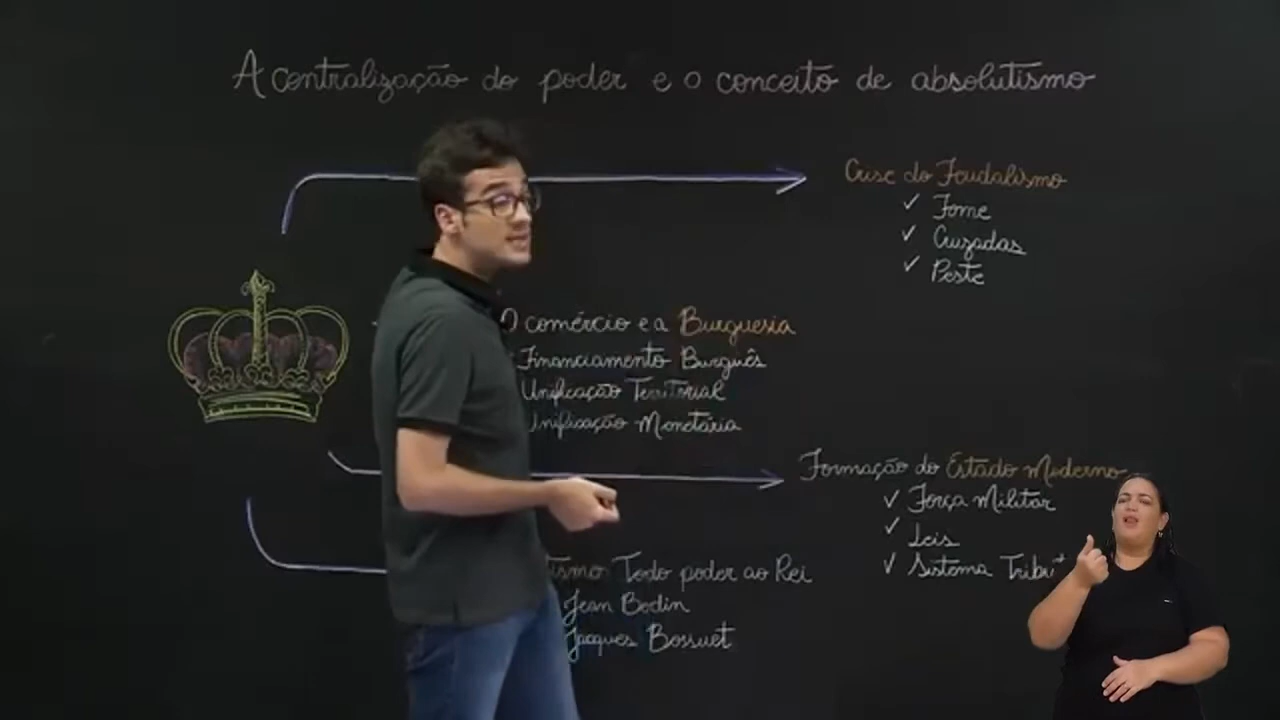 A centralização do poder e o conceito de absolutismo
Crise do Feudalismo
✓ Fome
✓ Cruzadas
✓ Peste
O comércio e a Burguesia
Financiamento Burguês
Unificação Territorial
Unificação Monetária
Formação do Estado Moderno
✓ Força Militar
✓ Leis
✓ Sistema
Todo poder ao Rei
Jean Bodin
Jacques Bossuet